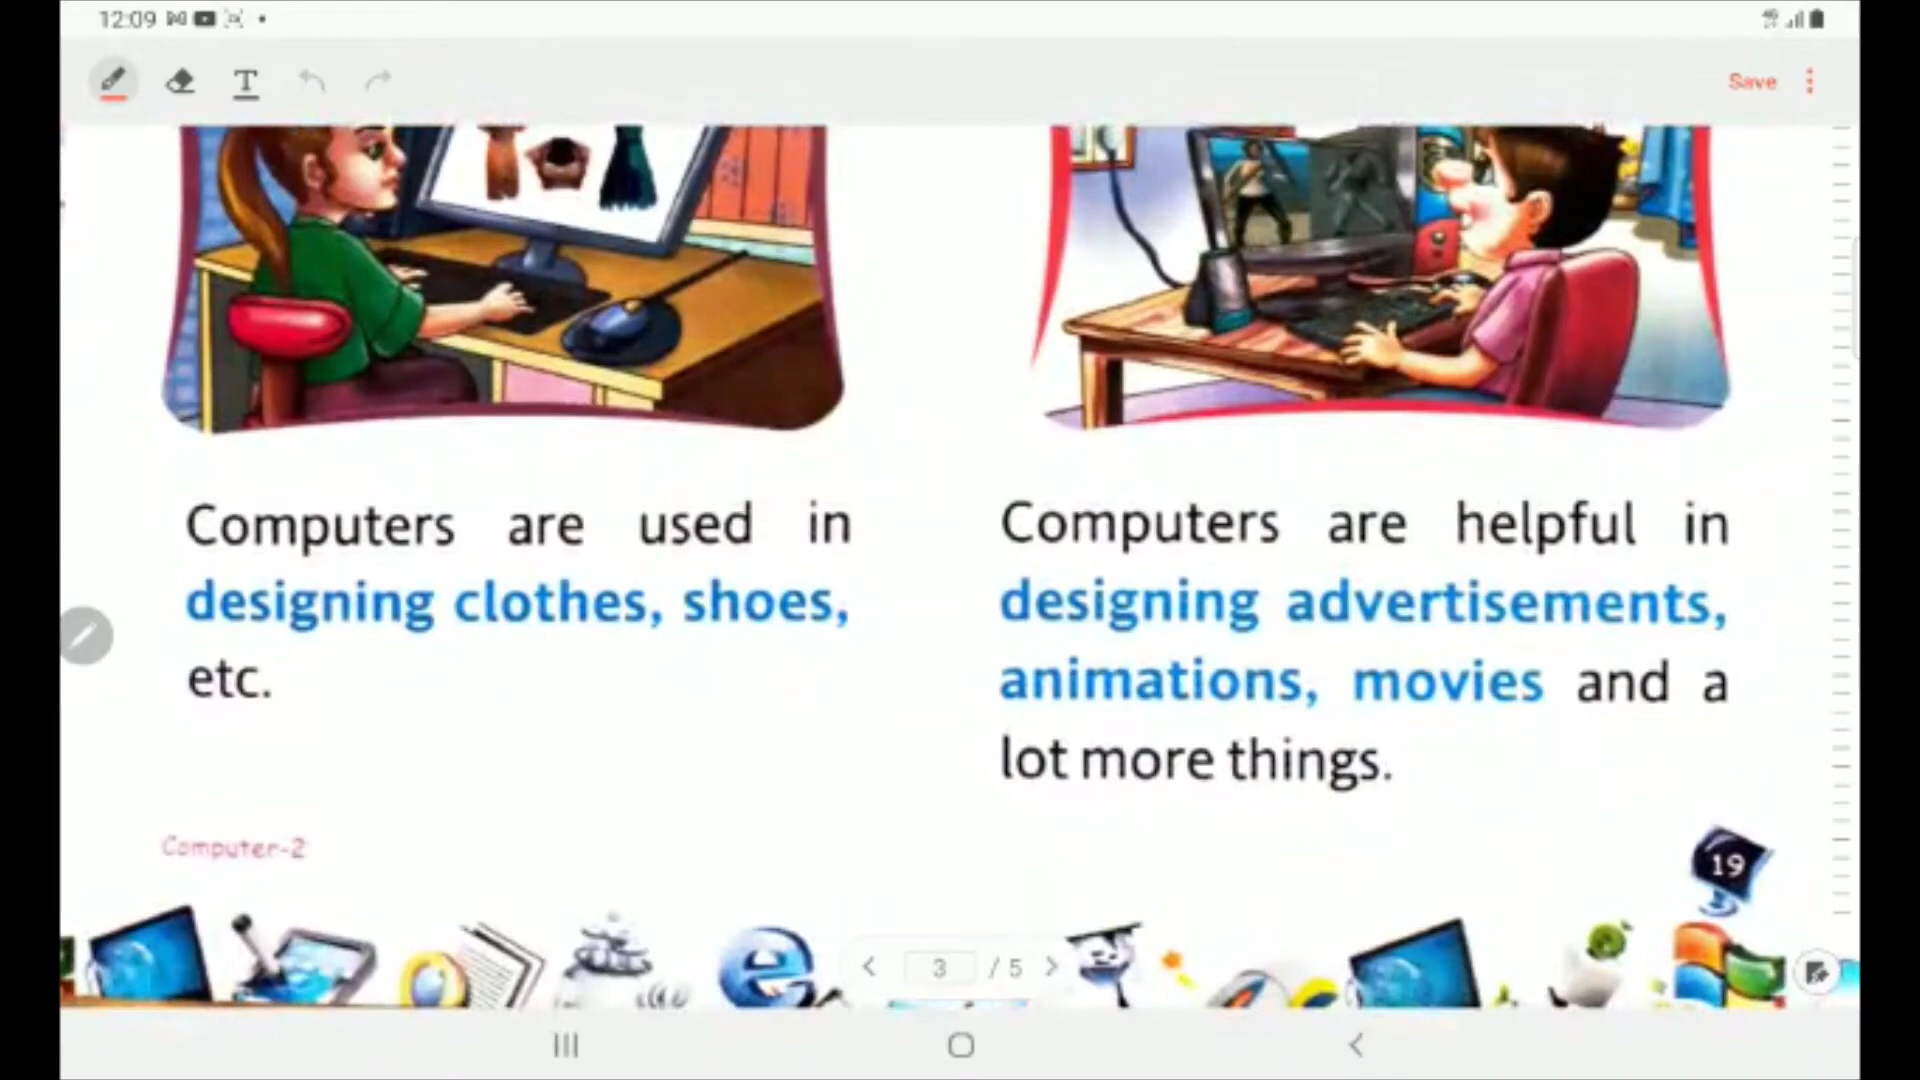 12:09
T
Save
Computers are used in
designing clothes, shoes,
etc.
Computers are helpful in
designing advertisements,
animations, movies and a
lot more things.
Computer-2
19
3 / 5